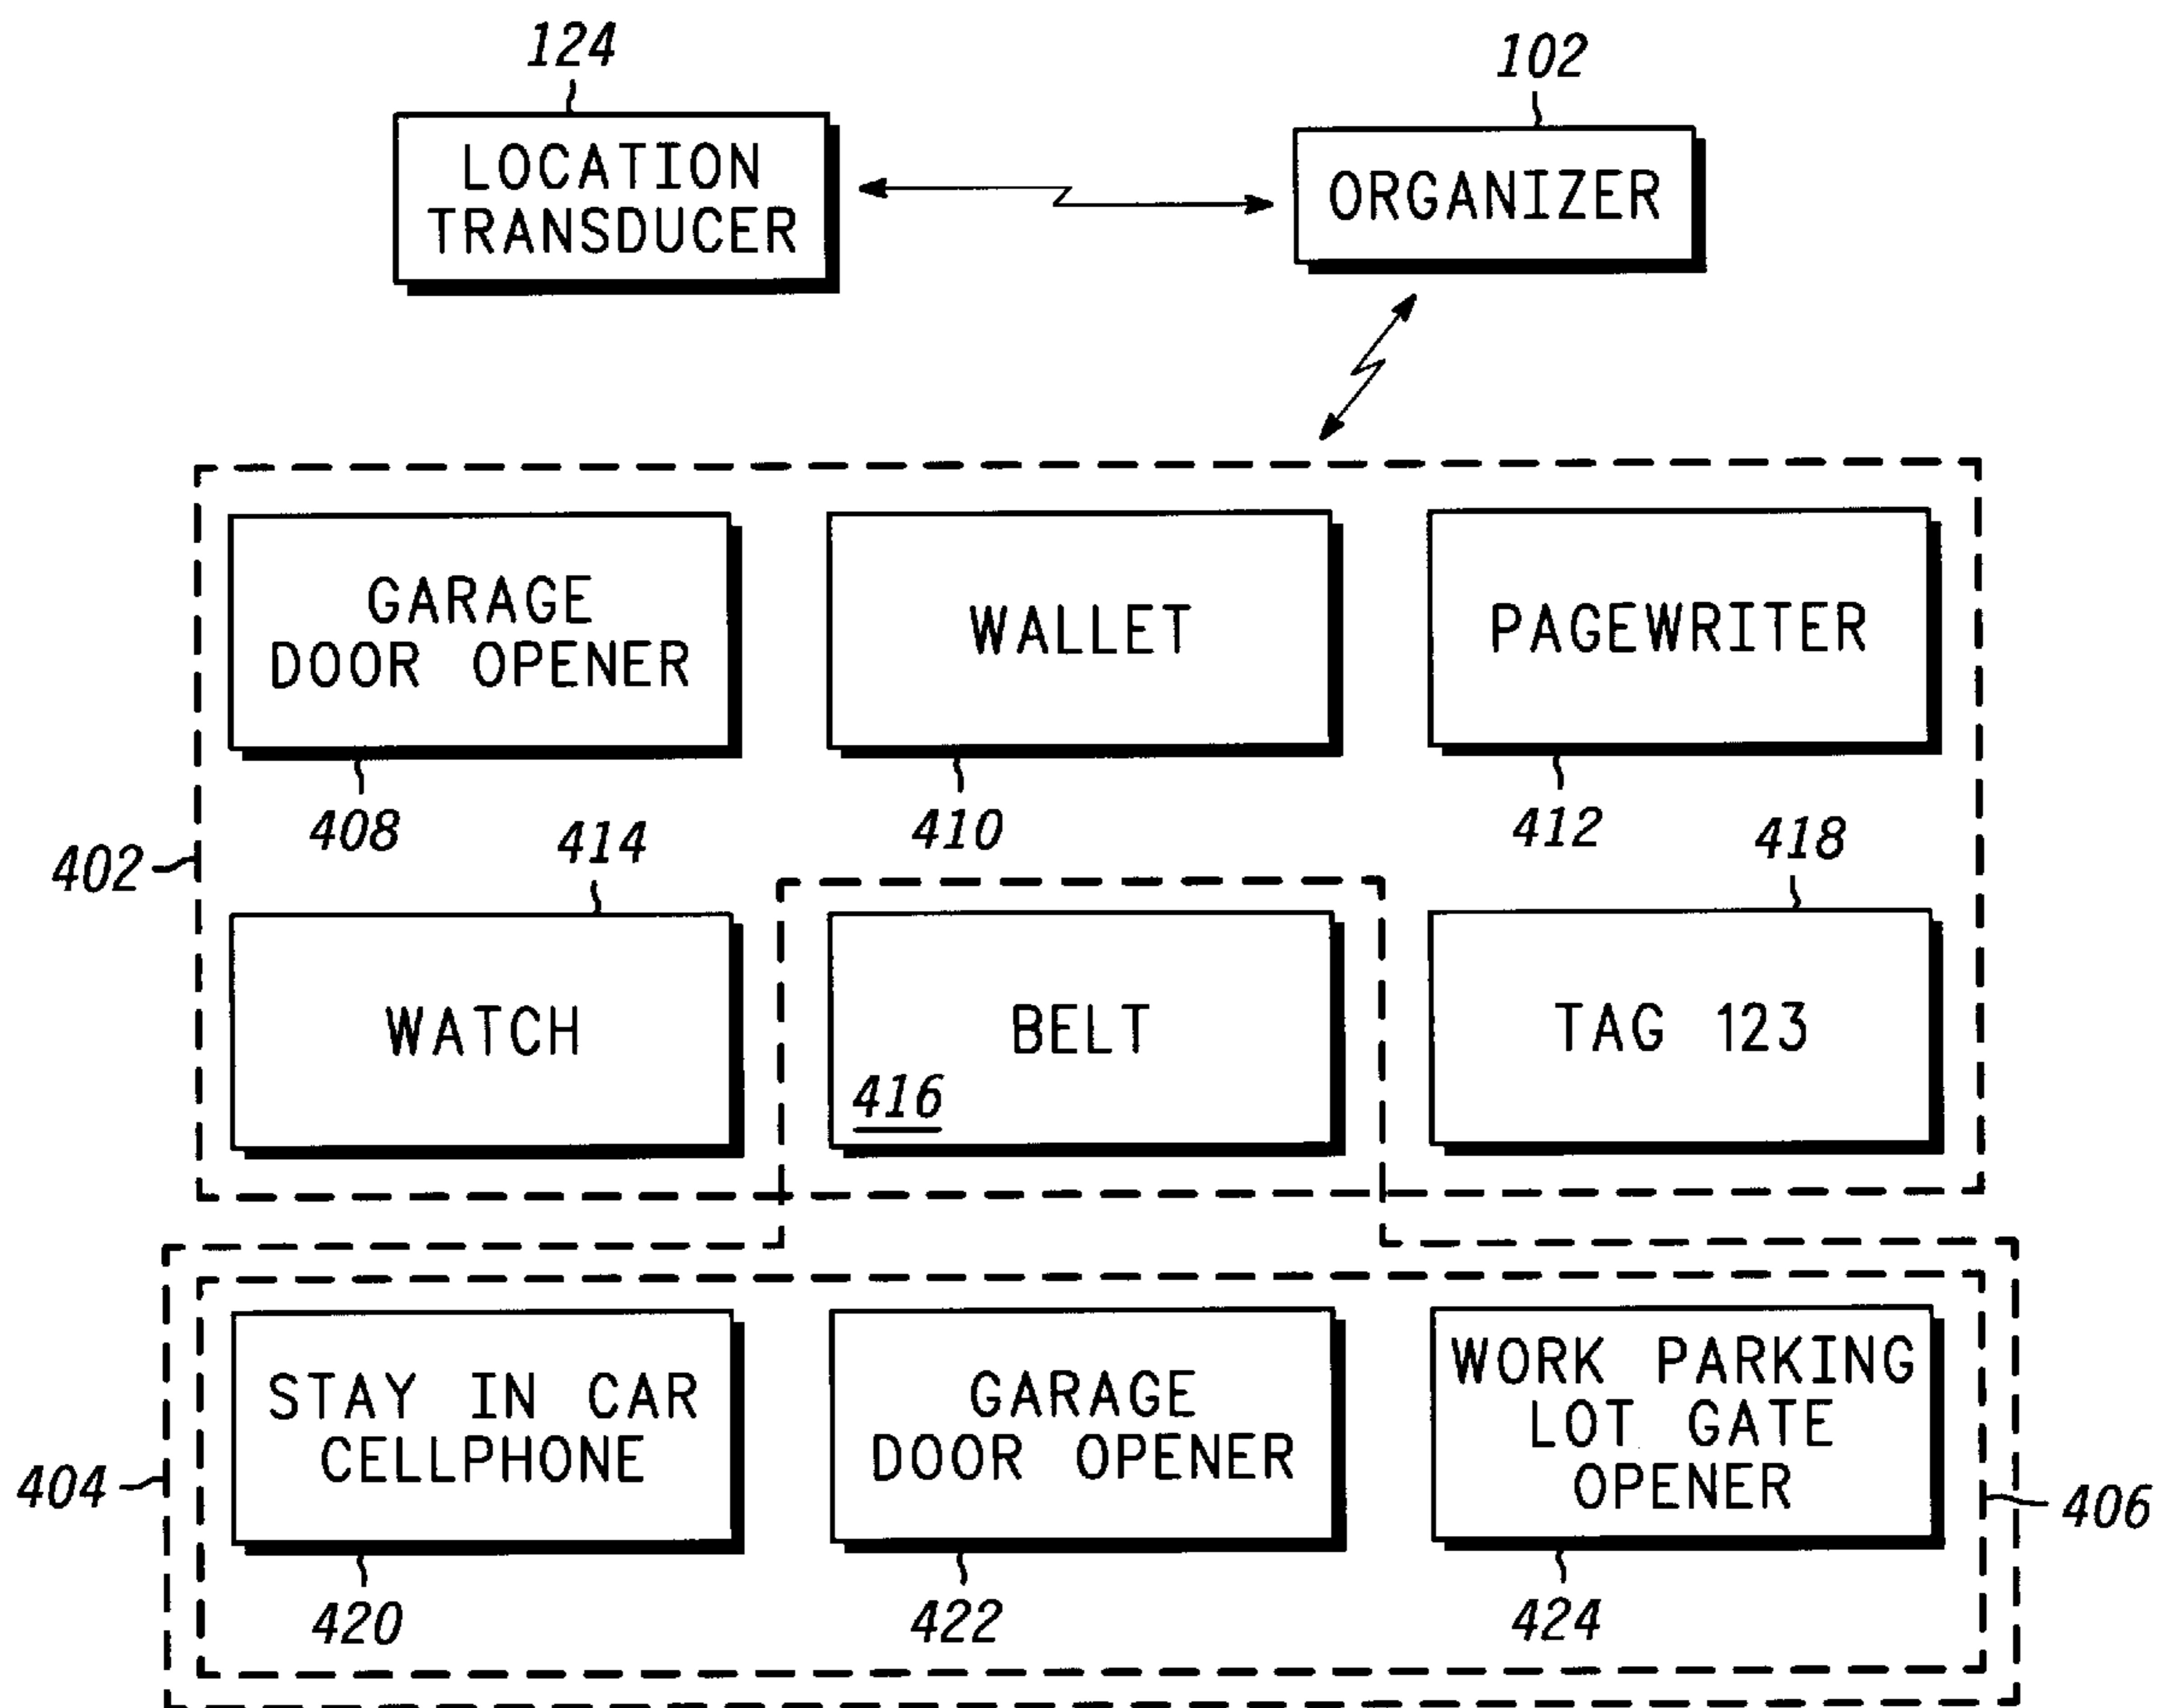 124
102
LOCATION
TRANSDUCER
ORGANIZER
GARAGE
DOOR OPENER
WALLET
PAGEWRITER
408
410
412
402
414
418
WATCH
BELT
416
TAG 123
STAY IN CAR
CELLPHONE
GARAGE
DOOR OPENER
WORK PARKING
LOT GATE
OPENER
404
406
420
422
424